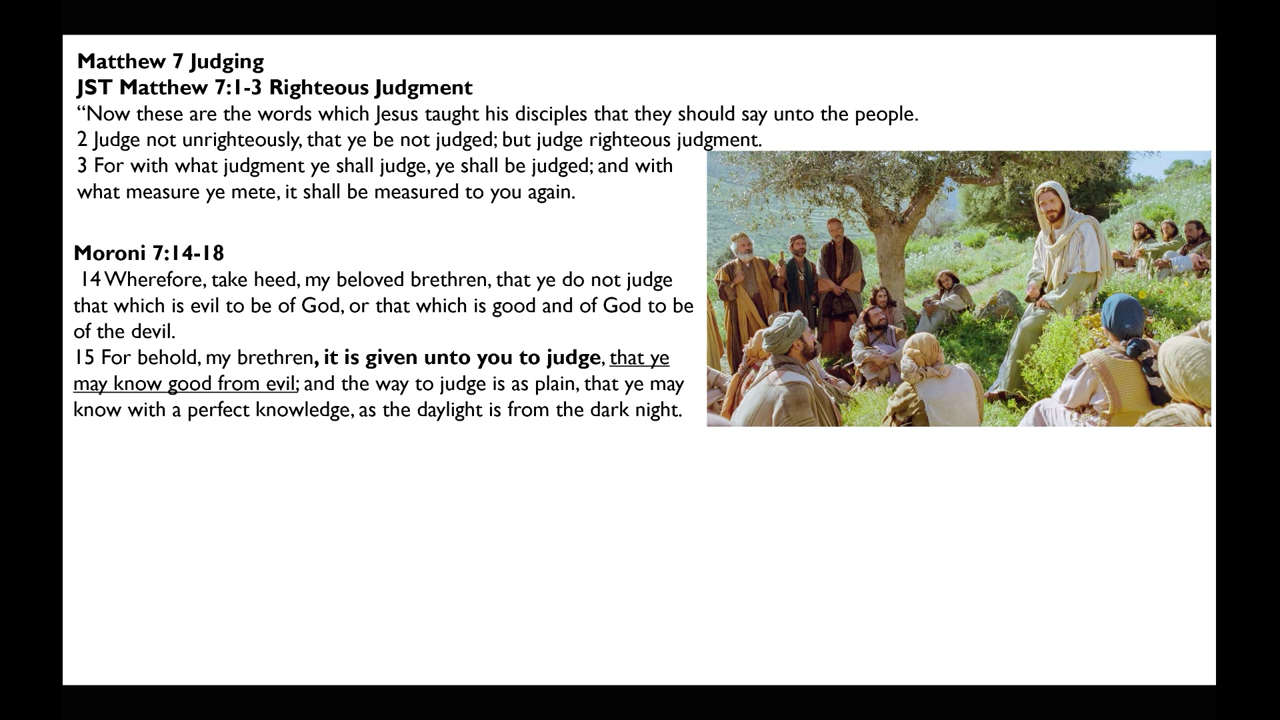 Matthew 7 Judging
JST Matthew 7:1-3 Righteous Judgment
“Now these are the words which Jesus taught his disciples that they should say unto the people.
2 Judge not unrighteously, that ye be not judged; but judge righteous judgment.
3 For with what judgment ye shall judge, ye shall be judged; and with
what measure ye mete, it shall be measured to you again.
Moroni 7:14-18
14 Wherefore, take heed, my beloved brethren, that ye do not judge
that which is evil to be of God, or that which is good and of God to be
of the devil.
15 For behold, my brethren, it is given unto you to judge, that ye
may know good from evil; and the way to judge is as plain, that ye may
know with a perfect knowledge, as the daylight is from the dark night.